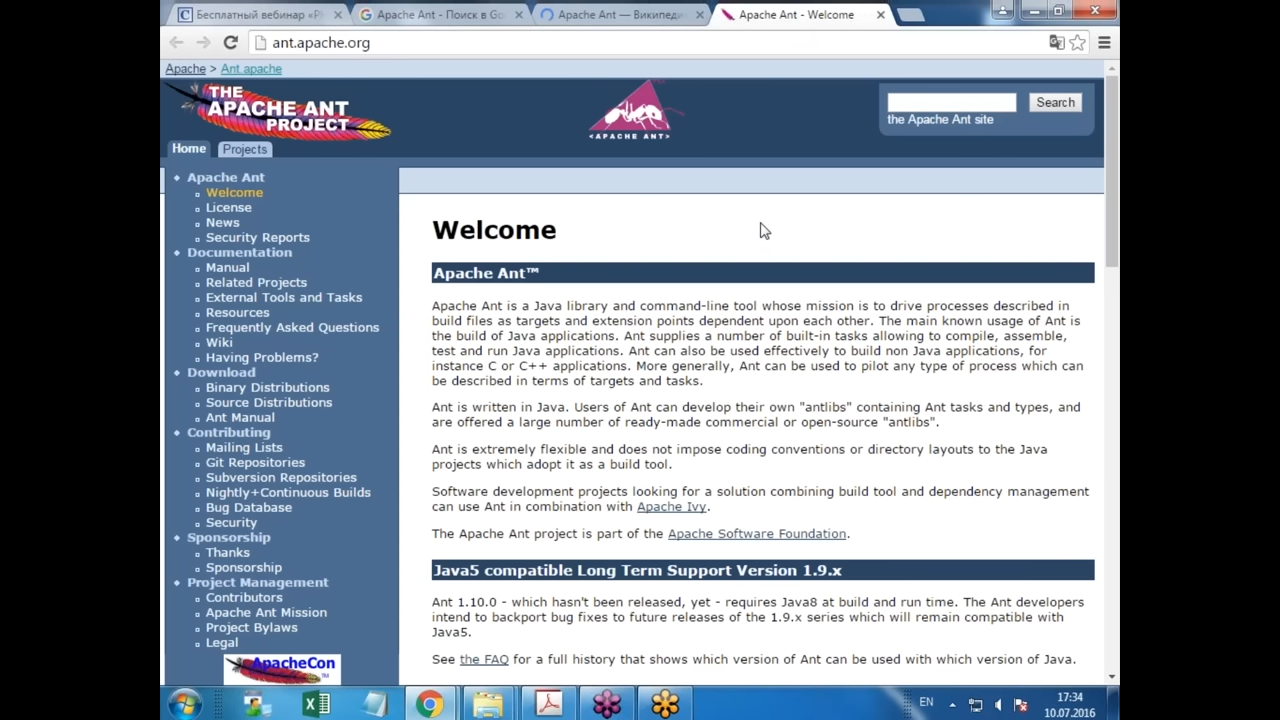 Бесплатный вебинар «P
Apache Ant - Поиск в Go
Apache Ant — Википеди
Apache Ant - Welcome
ant.apache.org
Apache > Ant apache
THE
APACHE ANT
PROJECT
<APACHE ANT>
Search
the Apache Ant site
Home
Projects
Apache Ant
Welcome
License
News
Security Reports
Documentation
Manual
Related Projects
External Tools and Tasks
Resources
Frequently Asked Questions
Wiki
Having Problems?
Download
Binary Distributions
Source Distributions
Ant Manual
Contributing
Mailing Lists
Git Repositories
Subversion Repositories
Nightly+Continuous Builds
Bug Database
Security
Sponsorship
Thanks
Sponsorship
Project Management
Contributors
Apache Ant Mission
Project Bylaws
Legal
ApacheCon
Welcome
Apache Ant™
Apache Ant is a Java library and command-line tool whose mission is to drive processes described in
build files as targets and extension points dependent upon each other. The main known usage of Ant is
the build of Java applications. Ant supplies a number of built-in tasks allowing to compile, assemble,
test and run Java applications. Ant can also be used effectively to build non Java applications, for
instance C or C++ applications. More generally, Ant can be used to pilot any type of process which can
be described in terms of targets and tasks.
Ant is written in Java. Users of Ant can develop their own "antlibs" containing Ant tasks and types, and
are offered a large number of ready-made commercial or open-source "antlibs".
Ant is extremely flexible and does not impose coding conventions or directory layouts to the Java
projects which adopt it as a build tool.
Software development projects looking for a solution combining build tool and dependency management
can use Ant in combination with Apache Ivy.
The Apache Ant project is part of the Apache Software Foundation.
Java5 compatible Long Term Support Version 1.9.x
Ant 1.10.0 - which hasn't been released, yet - requires Java8 at build and run time. The Ant developers
intend to backport bug fixes to future releases of the 1.9.x series which will remain compatible with
Java5.
See the FAQ for a full history that shows which version of Ant can be used with which version of Java.
EN
17:34
10.07.2016